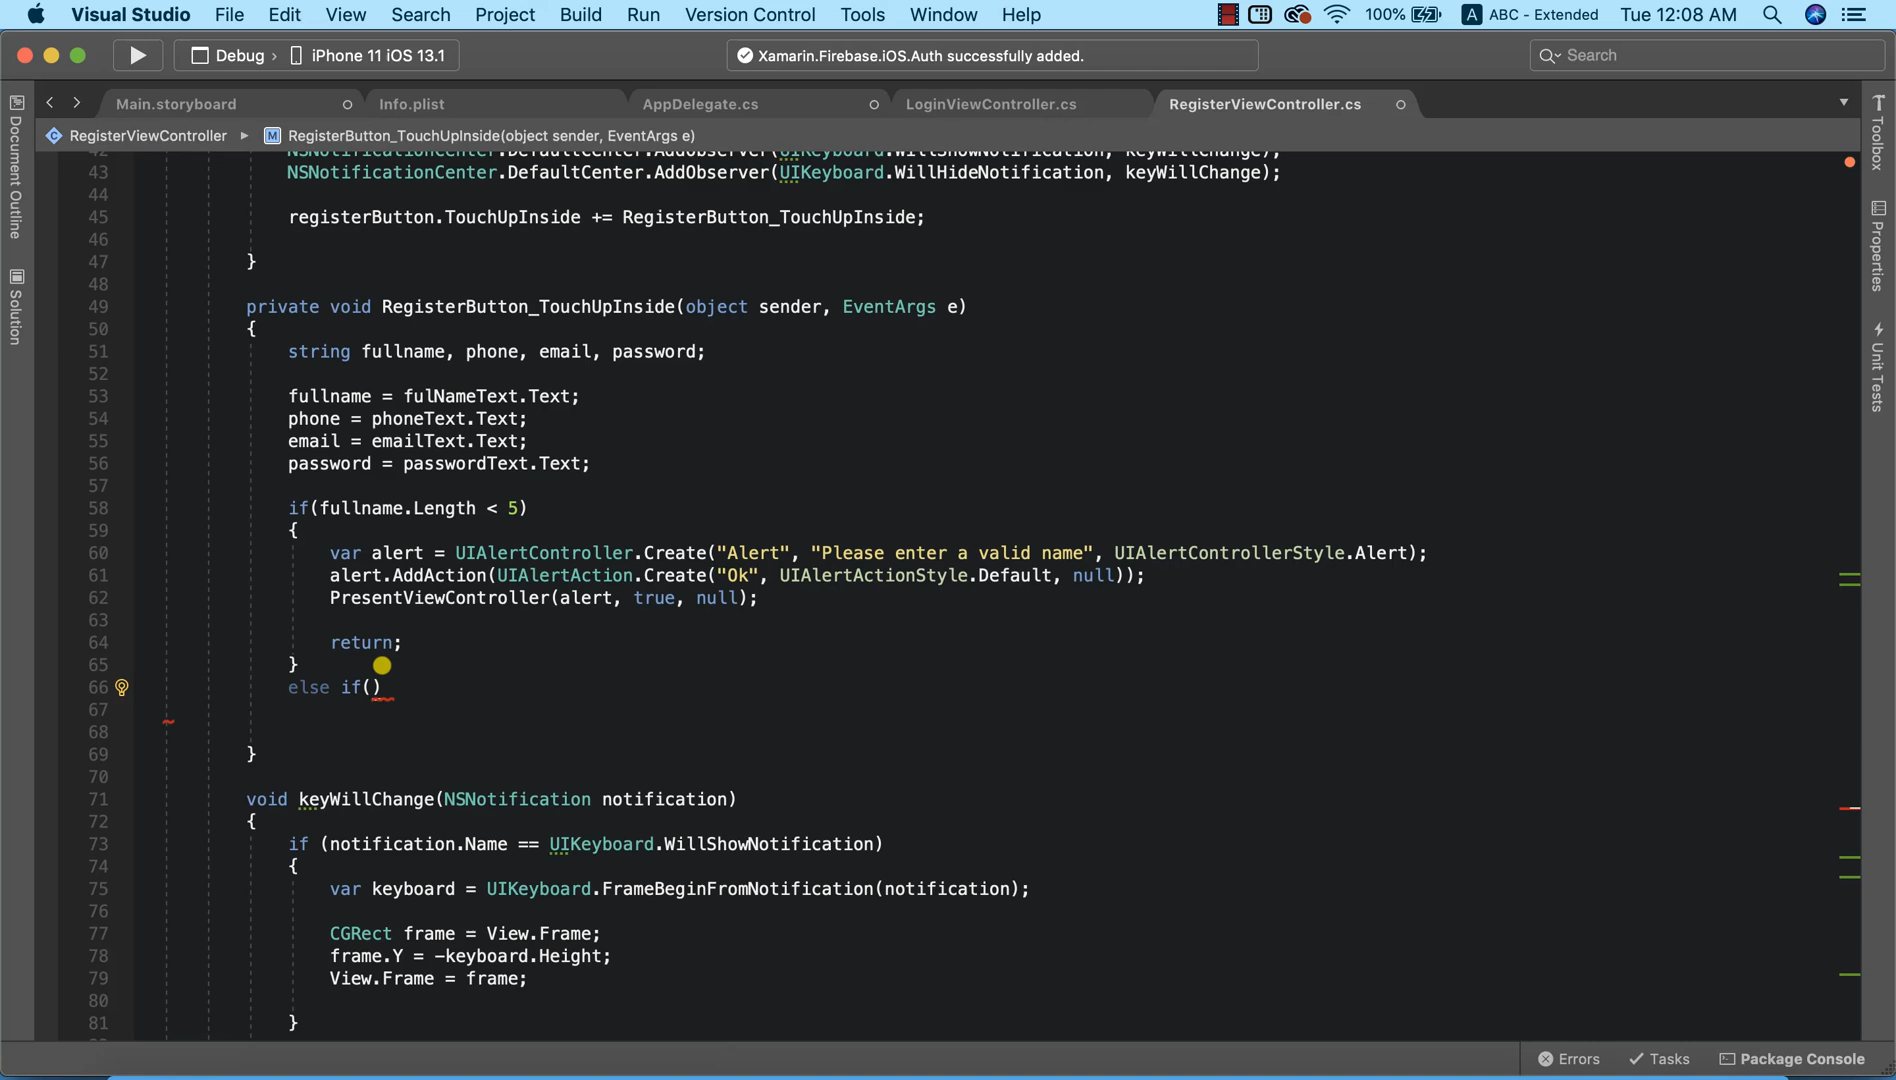 Visual Studio File Edit View Search Project Build Run Version Control Tools Window Help 100% A ABC - Extended Tue 12:08 AM
Debug › iPhone 11 iOS 13.1 Xamarin.Firebase.iOS.Auth successfully added. Search
Main.storyboard Info.plist AppDelegate.cs LoginViewController.cs RegisterViewController.cs
RegisterViewController M RegisterButton_TouchUpInside(object sender, EventArgs e)
Document Outline
Solution
Toolbox
Properties
Unit Tests
42 NSNotificationCenter.DefaultCenter.AddObserver(UIKeyboard.WillShowNotification, keyWillChange);
43 NSNotificationCenter.DefaultCenter.AddObserver(UIKeyboard.WillHideNotification, keyWillChange);
44
45 registerButton.TouchUpInside += RegisterButton_TouchUpInside;
46
47 }
48
49 private void RegisterButton_TouchUpInside(object sender, EventArgs e)
50 {
51 string fullname, phone, email, password;
52
53 fullname = fulNameText.Text;
54 phone = phoneText.Text;
55 email = emailText.Text;
56 password = passwordText.Text;
57
58 if(fullname.Length < 5)
59 {
60 var alert = UIAlertController.Create("Alert", "Please enter a valid name", UIAlertControllerStyle.Alert);
61 alert.AddAction(UIAlertAction.Create("Ok", UIAlertActionStyle.Default, null));
62 PresentViewController(alert, true, null);
63
64 return;
65 }
66 else if()
67
68
69 }
70
71 void keyWillChange(NSNotification notification)
72 {
73 if (notification.Name == UIKeyboard.WillShowNotification)
74 {
75 var keyboard = UIKeyboard.FrameBeginFromNotification(notification);
76
77 CGRect frame = View.Frame;
78 frame.Y = -keyboard.Height;
79 View.Frame = frame;
80
81 }
Errors Tasks Package Console